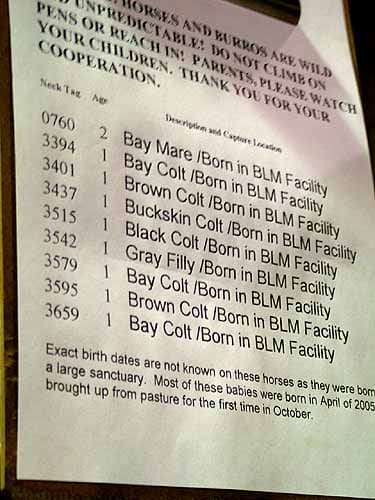 HORSES AND BURROS ARE WILD
UNPREDICTABLE! DO NOT CLIMB ON
PENS OR REACH IN! PARENTS, PLEASE WATCH
YOUR CHILDREN. THANK YOU FOR YOUR
COOPERATION.
Neck Tag Age Description and Capture Location
0760 2 Bay Mare /Born in BLM Facility
3394 1 Bay Colt /Born in BLM Facility
3401 1 Brown Colt /Born in BLM Facility
3437 1 Buckskin Colt /Born in BLM Facility
3515 1 Black Colt /Born in BLM Facility
3542 1 Gray Filly /Born in BLM Facility
3579 1 Bay Colt /Born in BLM Facility
3595 1 Brown Colt /Born in BLM Facility
3659 1 Bay Colt /Born in BLM Facility
Exact birth dates are not known on these horses as they were born
a large sanctuary. Most of these babies were born in April of 2005
brought up from pasture for the first time in October.